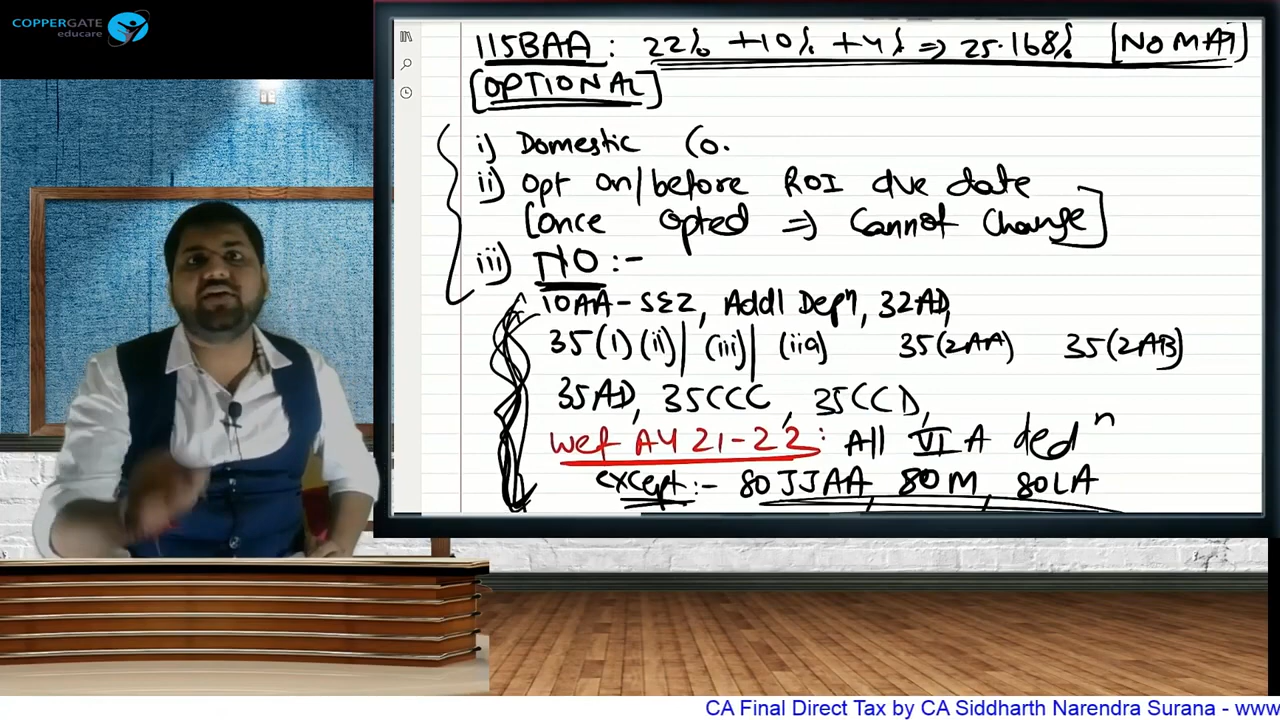 COPPERGATE
educare
115BAA : 22% +10% +4% => 25.168% [NO MAT]
[OPTIONAL]
i) Domestic Co.
ii) Opt on/before ROI due date
[Once Opted => Cannot Change]
iii) NO :-
10AA-SEZ, Addl Depn, 32AD,
35(1)(ii)/(iii)/(iia) 35(2AA) 35(2AB)
35AD, 35CCC, 35CCD,
wef AY 21-22: All VI A dedn
except:- 80JJAA 80M 80LA
CA Final Direct Tax by CA Siddharth Narendra Surana - www